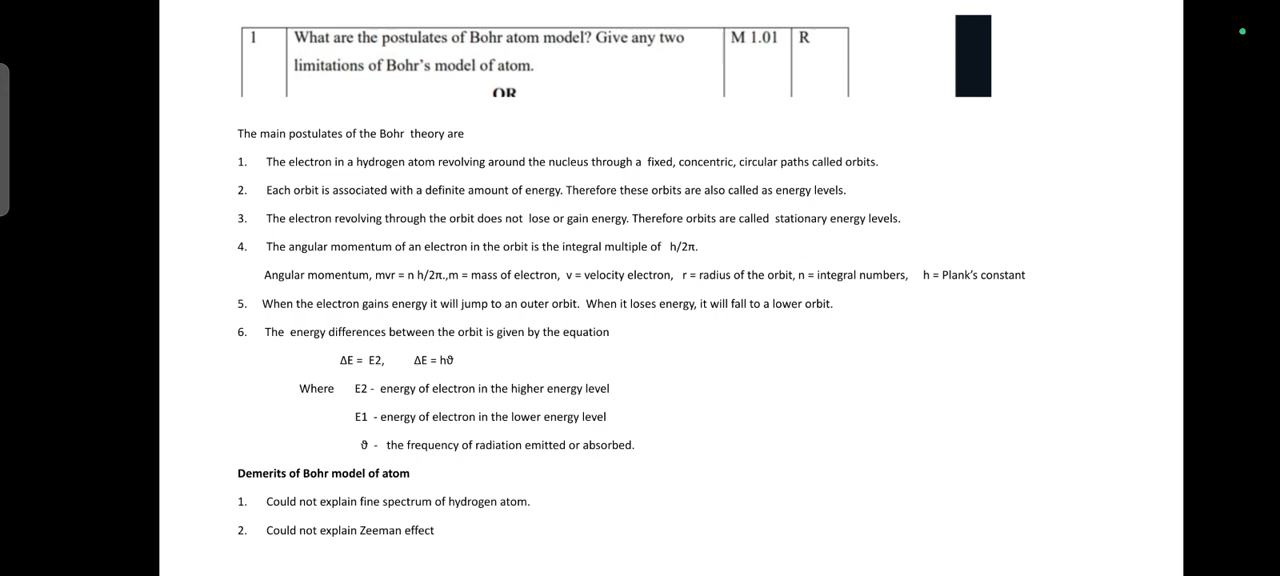 1 What are the postulates of Bohr atom model? Give any two M 1.01 R
limitations of Bohr's model of atom.
OR
The main postulates of the Bohr theory are
1. The electron in a hydrogen atom revolving around the nucleus through a fixed, concentric, circular paths called orbits.
2. Each orbit is associated with a definite amount of energy. Therefore these orbits are also called as energy levels.
3. The electron revolving through the orbit does not lose or gain energy. Therefore orbits are called stationary energy levels.
4. The angular momentum of an electron in the orbit is the integral multiple of h/2π.
Angular momentum, mvr = n h/2π.,m = mass of electron, v = velocity electron, r = radius of the orbit, n = integral numbers, h = Plank's constant
5. When the electron gains energy it will jump to an outer orbit. When it loses energy, it will fall to a lower orbit.
6. The energy differences between the orbit is given by the equation
ΔE = E2, ΔE = hϑ
Where E2 - energy of electron in the higher energy level
E1 - energy of electron in the lower energy level
ϑ - the frequency of radiation emitted or absorbed.
Demerits of Bohr model of atom
1. Could not explain fine spectrum of hydrogen atom.
2. Could not explain Zeeman effect